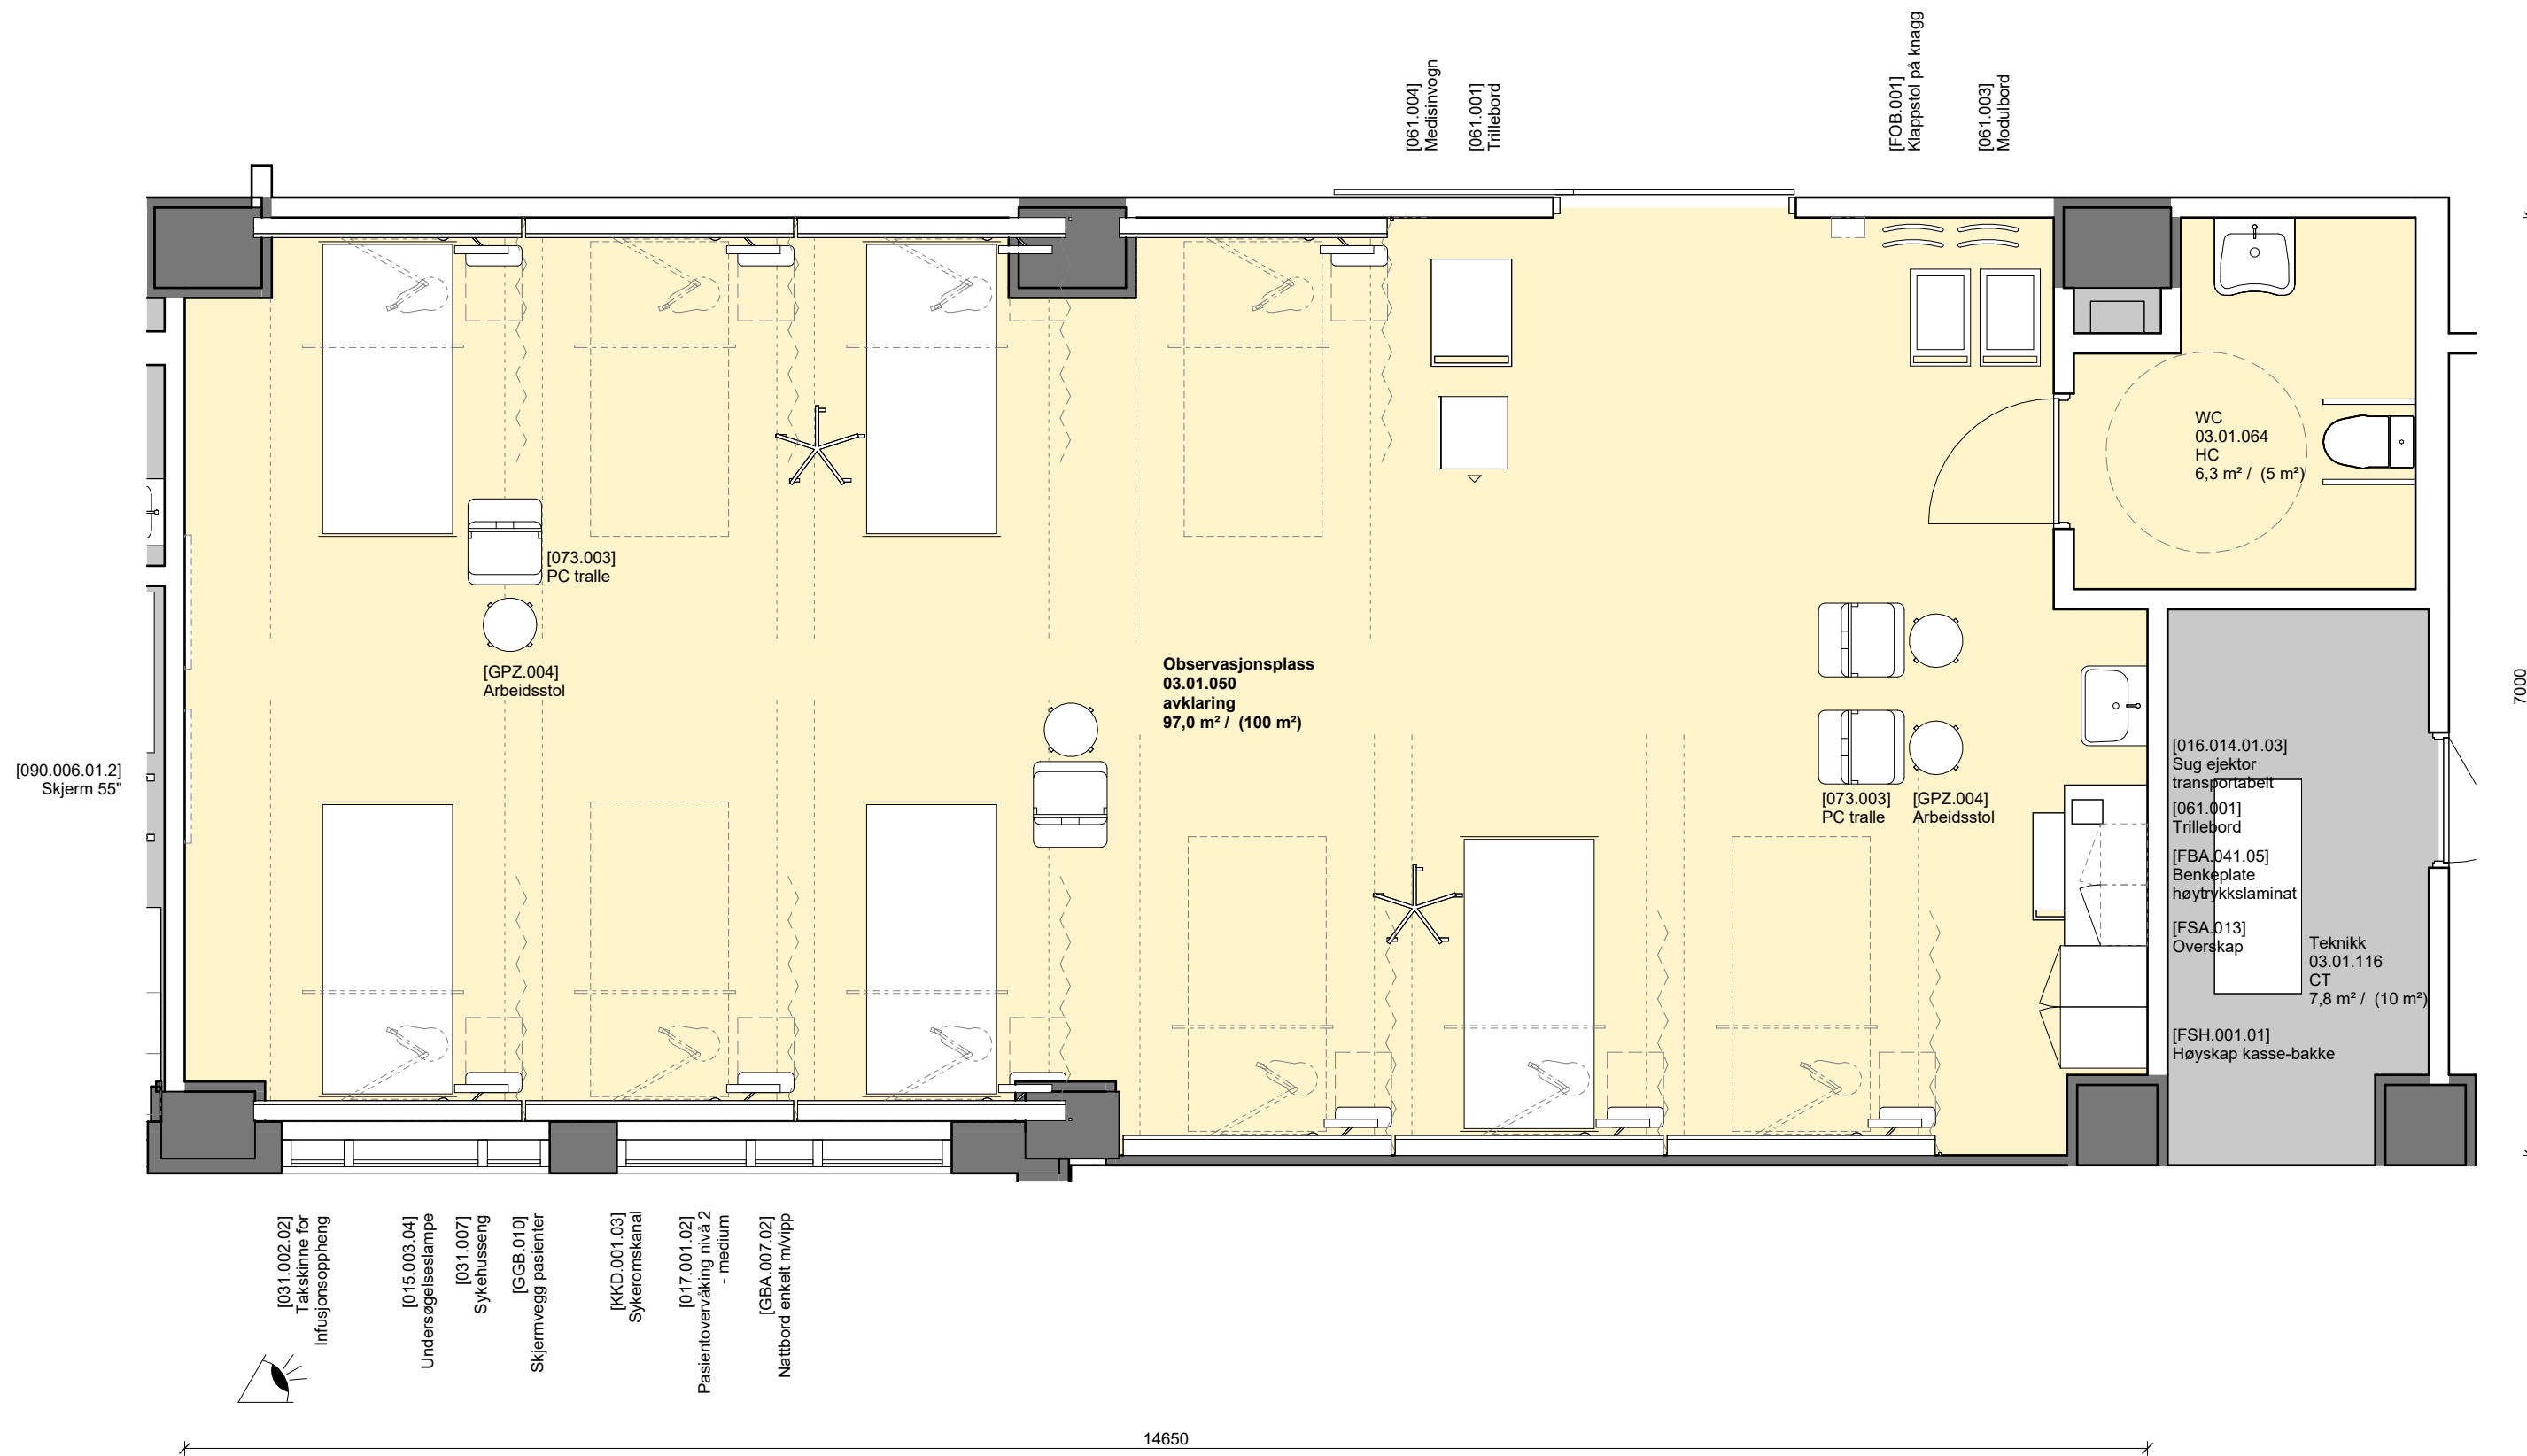 [061.004]
Medisinvogn
[061.001]
Trillebord
[FOB.001]
Klappstol på knagg
[061.003]
Modulbord
WC
03.01.064
HC
6,3 m² / (5 m²)
[073.003]
PC tralle
[GPZ.004]
Arbeidsstol
Observasjonsplass
03.01.050
avklaring
97,0 m² / (100 m²)
7000
[090.006.01.2]
Skjerm 55"
[073.003]
PC tralle
[GPZ.004]
Arbeidsstol
[016.014.01.03]
Sug ejektor
transportabelt
[061.001]
Trillebord
[FBA.041.05]
Benkeplate
høytrykkslaminat
[FSA.013]
Overskap
Teknikk
03.01.116
CT
7,8 m² / (10 m²)
[FSH.001.01]
Høyskap kasse-bakke
[031.002.02]
Takskinne for
Infusjonsoppheng
[015.003.04]
Undersøgelseslampe
[031.007]
Sykehusseng
[GGB.010]
Skjermvegg pasienter
[KKD.001.03]
Sykeromskanal
[017.001.02]
Pasientovervåking nivå 2
- medium
[GBA.007.02]
Nattbord enkelt m/vipp
14650